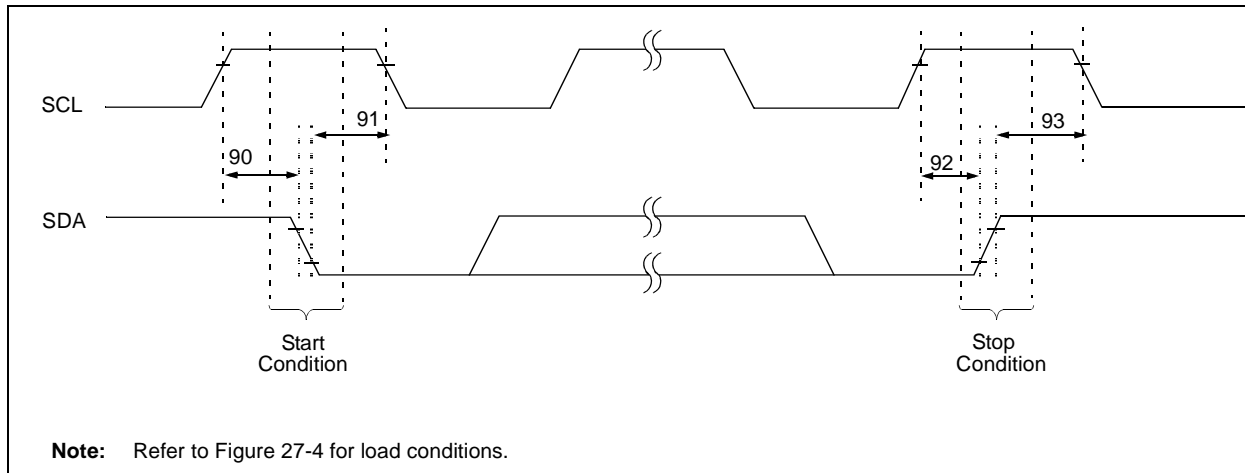 SCL
91
93
90
92
SDA
Start
Condition
Stop
Condition
Note: Refer to Figure 27-4 for load conditions.